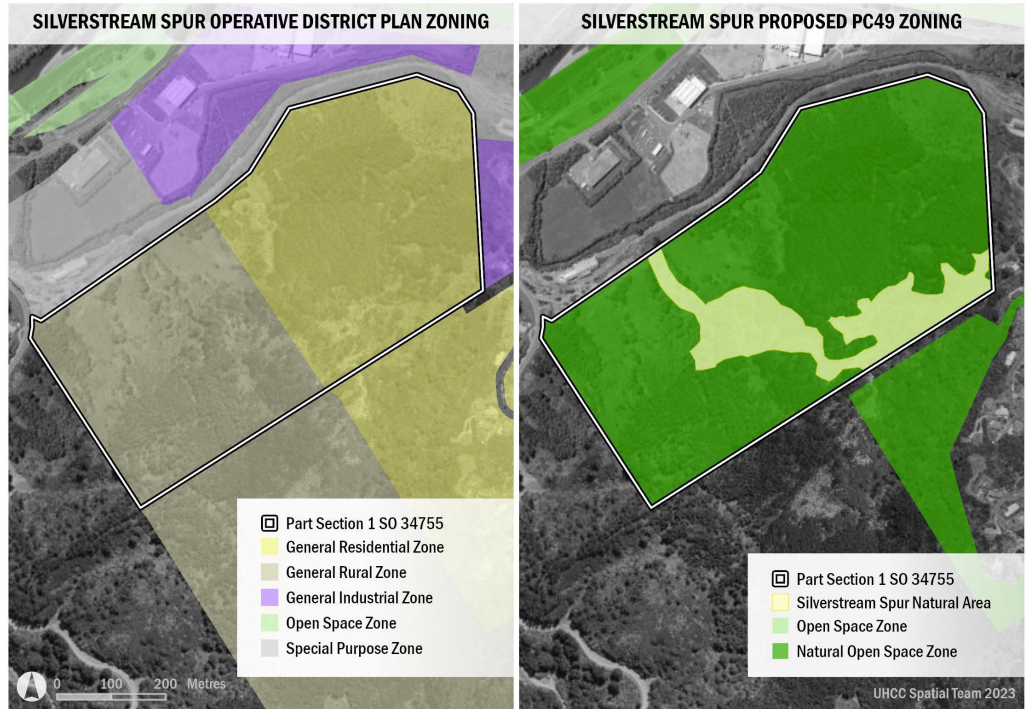 SILVERSTREAM SPUR OPERATIVE DISTRICT PLAN ZONING
Part Section 1 SO 34755
General Residential Zone
General Rural Zone
General Industrial Zone
Open Space Zone
Special Purpose Zone
0 100 200 Metres
SILVERSTREAM SPUR PROPOSED PC49 ZONING
Part Section 1 SO 34755
Silverstream Spur Natural Area
Open Space Zone
Natural Open Space Zone
UHCC Spatial Team 2023